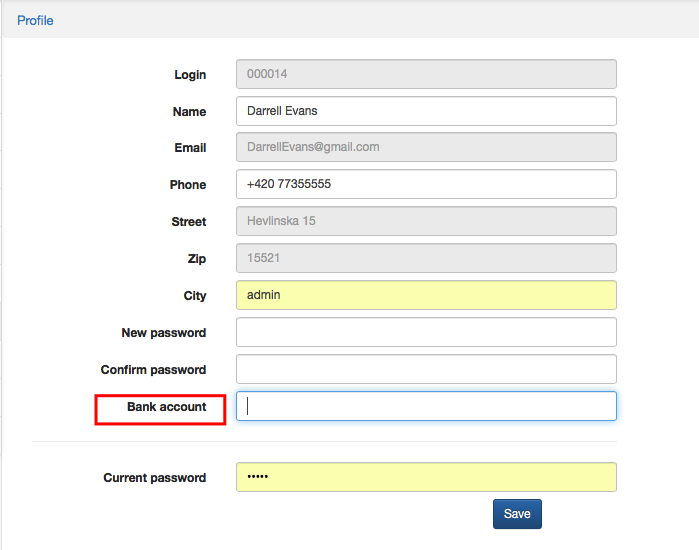 Profile
Login 000014
Name Darrell Evans
Email DarrellEvans@gmail.com
Phone +420 77355555
Street Hevlinska 15
Zip 15521
City admin
New password
Confirm password
Bank account
Current password •••••
Save